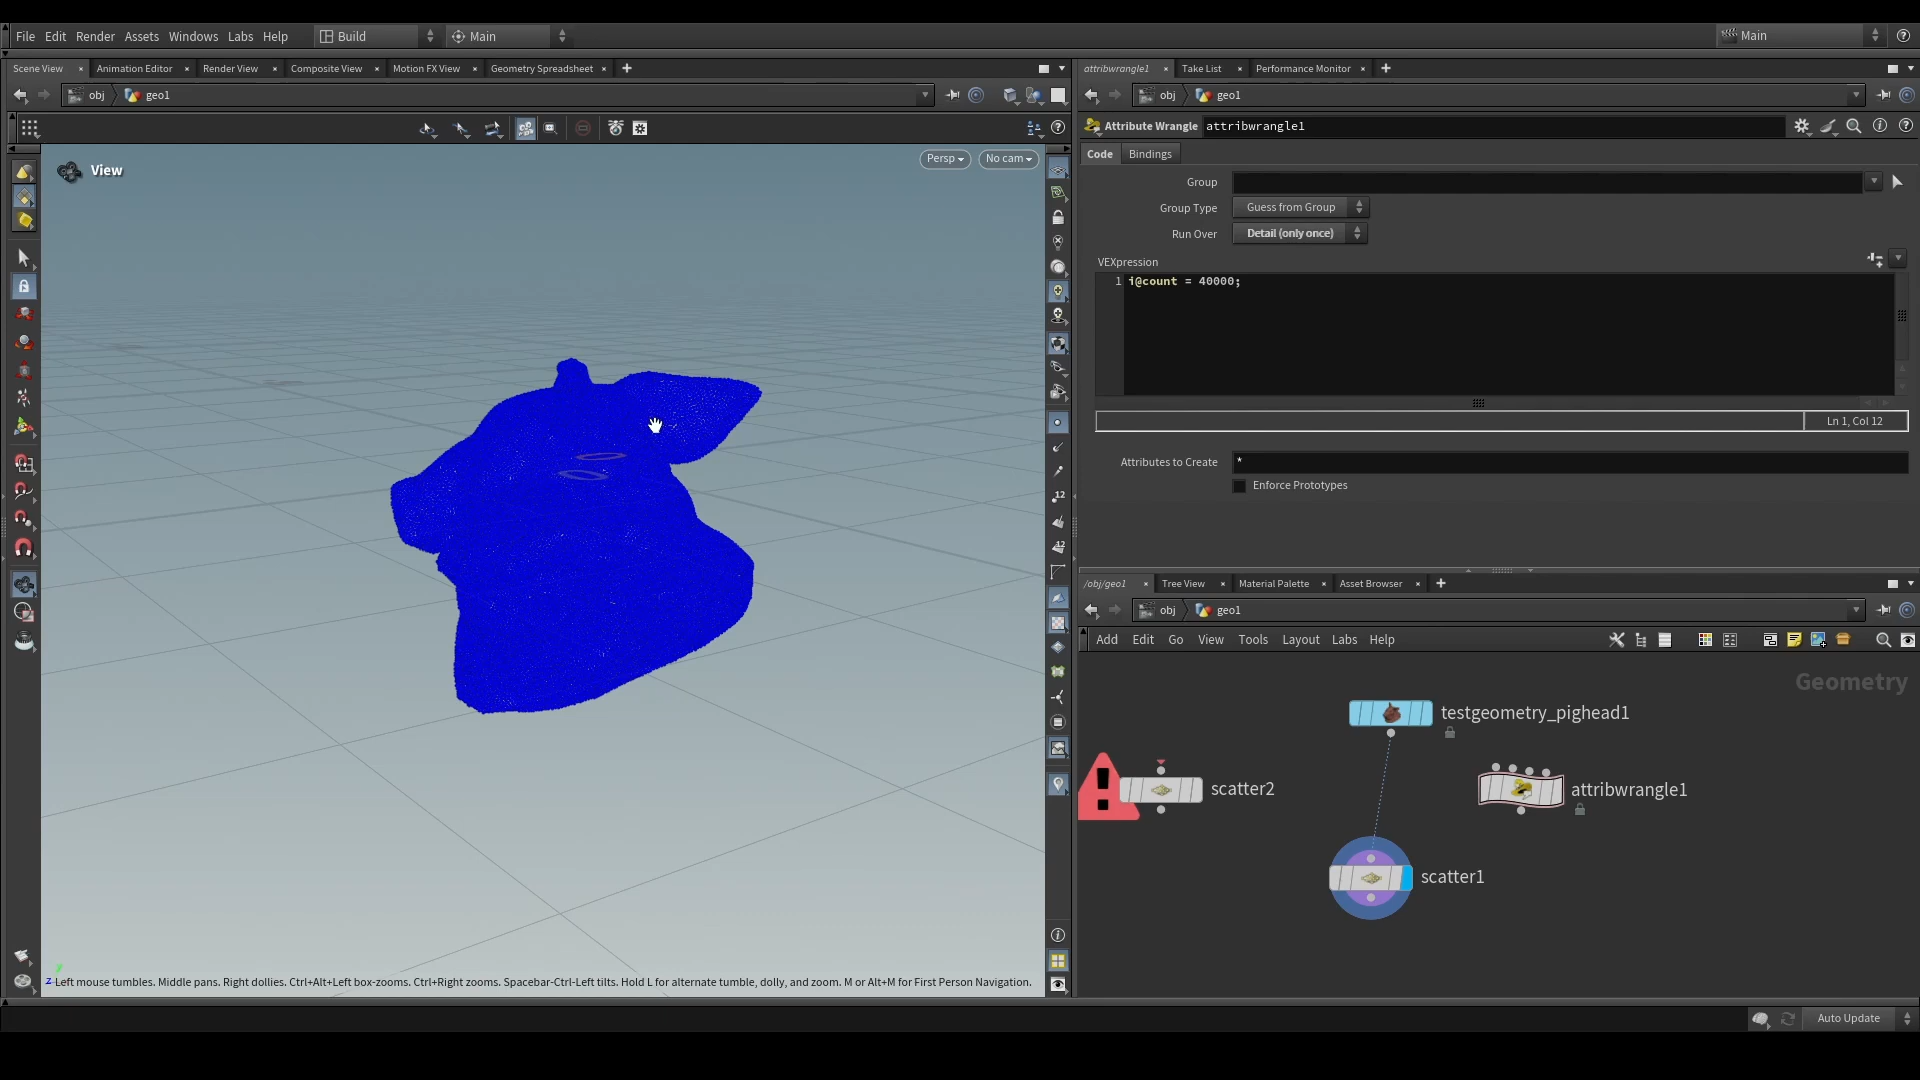 File Edit Render Assets Windows Labs Help Build Main Main
Scene View Animation Editor Render View Composite View Motion FX View Geometry Spreadsheet
obj geo1
View
Persp No cam
Left mouse tumbles. Middle pans. Right dollies. Ctrl+Alt+Left box-zooms. Ctrl+Right zooms. Spacebar-Ctrl-Left tilts. Hold L for alternate tumble, dolly, and zoom. M or Alt+M for First Person Navigation.
attribwrangle1 Take List Performance Monitor
obj geo1
Attribute Wrangle attribwrangle1
Code Bindings
Group
Group Type Guess from Group
Run Over Detail (only once)
VEXpression
1 i@count = 40000;
Ln 1, Col 12
Attributes to Create *
Enforce Prototypes
/obj/geo1 Tree View Material Palette Asset Browser
obj geo1
Add Edit Go View Tools Layout Labs Help
Geometry
testgeometry_pighead1
scatter2
attribwrangle1
scatter1
Auto Update